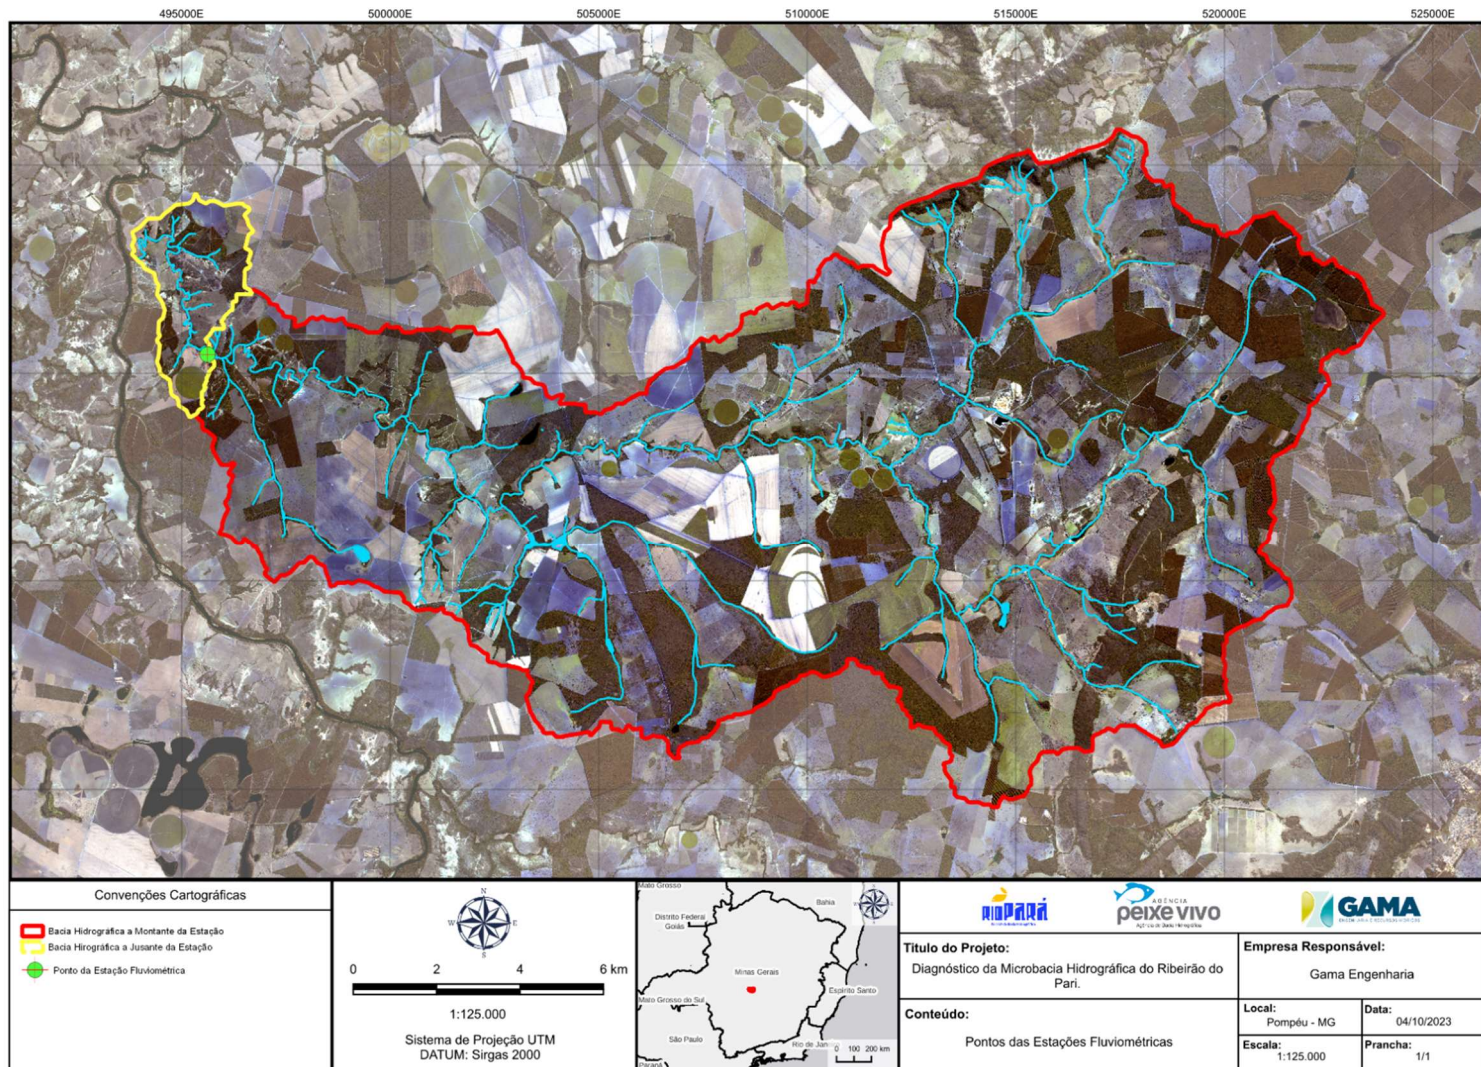 495000E 500000E 505000E 510000E 515000E 520000E 525000E
Convenções Cartográficas
Bacia Hidrográfica a Montante da Estação
Bacia Hirográfica a Jusante da Estação
Ponto da Estação Fluviométrica
N
W E
S
0 2 4 6 km
1:125.000
Sistema de Projeção UTM
DATUM: Sirgas 2000
Mato Grosso
Bahia
Distrito Federal
Goiás
Minas Gerais
Espírito Santo
Mato Grosso do Sul
São Paulo
Rio de Jan
Paraná
0 100 200 km
RIOPARÁ
AGÊNCIA
peixe vivo
GAMA
Titulo do Projeto:
Diagnóstico da Microbacia Hidrográfica do Ribeirão do
Pari.
Empresa Responsável:
Gama Engenharia
Conteúdo:
Pontos das Estações Fluviométricas
Local:
Pompéu - MG
Data:
04/10/2023
Escala:
1:125.000
Prancha:
1/1